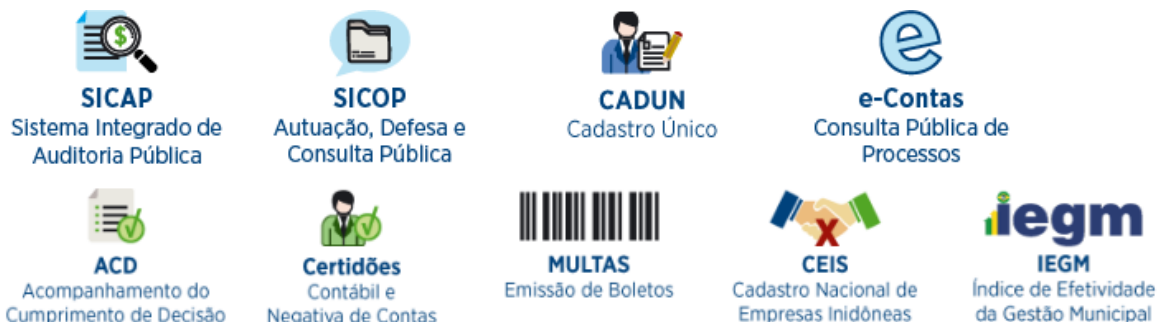 SICAP
Sistema Integrado de
Auditoria Pública
SICOP
Autuação, Defesa e
Consulta Pública
CADUN
Cadastro Único
e
e-Contas
Consulta Pública de
Processos
$
ACD
Acompanhamento do
Cumprimento de Decisão
Certidões
Contábil e
Negativa de Contas
MULTAS
Emissão de Boletos
X
CEIS
Cadastro Nacional de
Empresas Inidôneas
iegm
IEGM
Índice de Efetividade
da Gestão Municipal